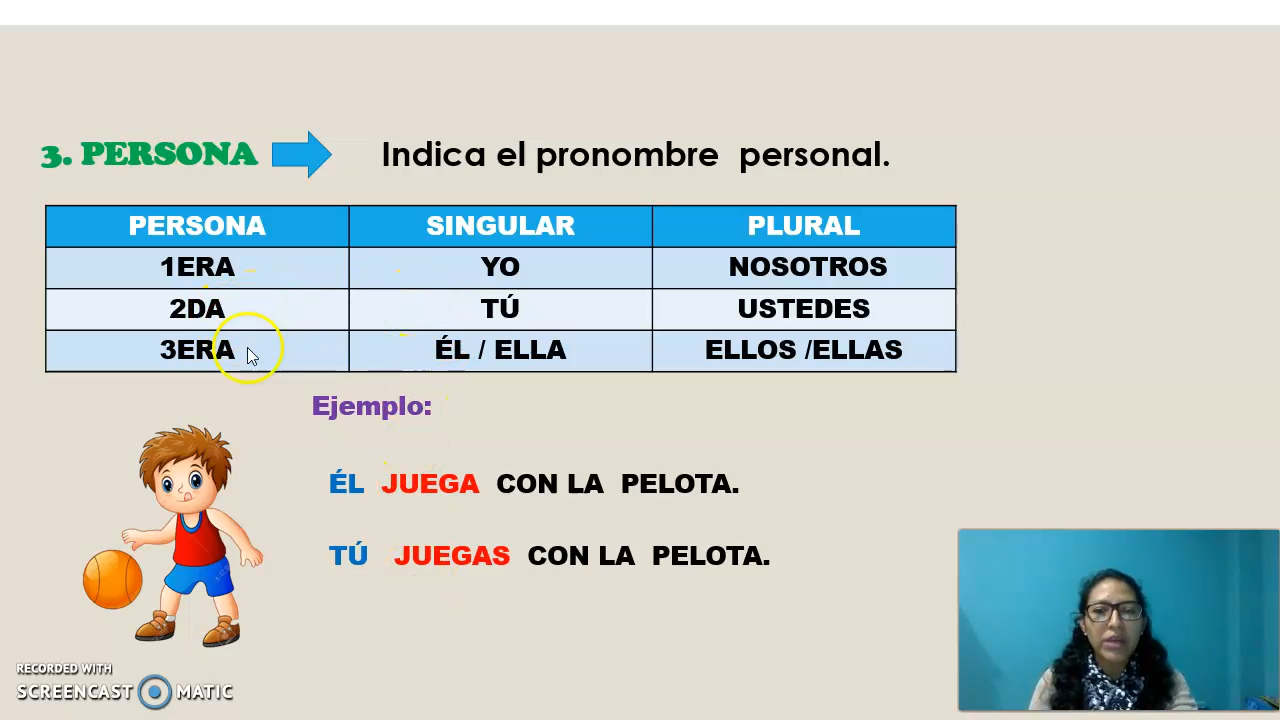 3. PERSONA Indica el pronombre personal.
PERSONA SINGULAR PLURAL
1ERA YO NOSOTROS
2DA TÚ USTEDES
3ERA ÉL / ELLA ELLOS /ELLAS
Ejemplo:
ÉL JUEGA CON LA PELOTA.
TÚ JUEGAS CON LA PELOTA.
RECORDED WITH
SCREENCAST MATIC